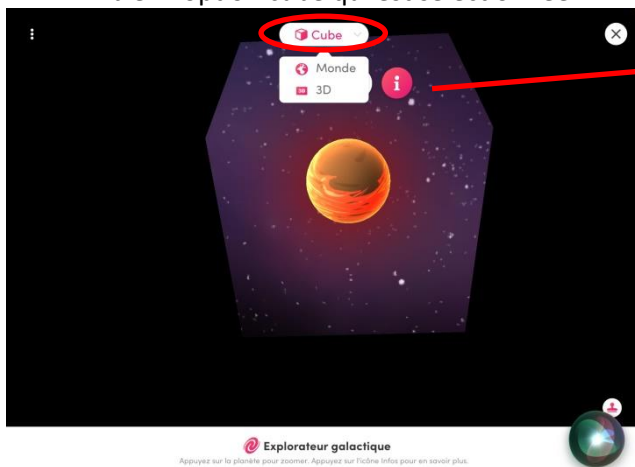 Cube
Monde
3D
i
Explorateur galactique
Appuyez sur la planète pour zoomer. Appuyez sur l'icône Infos pour en savoir plus.